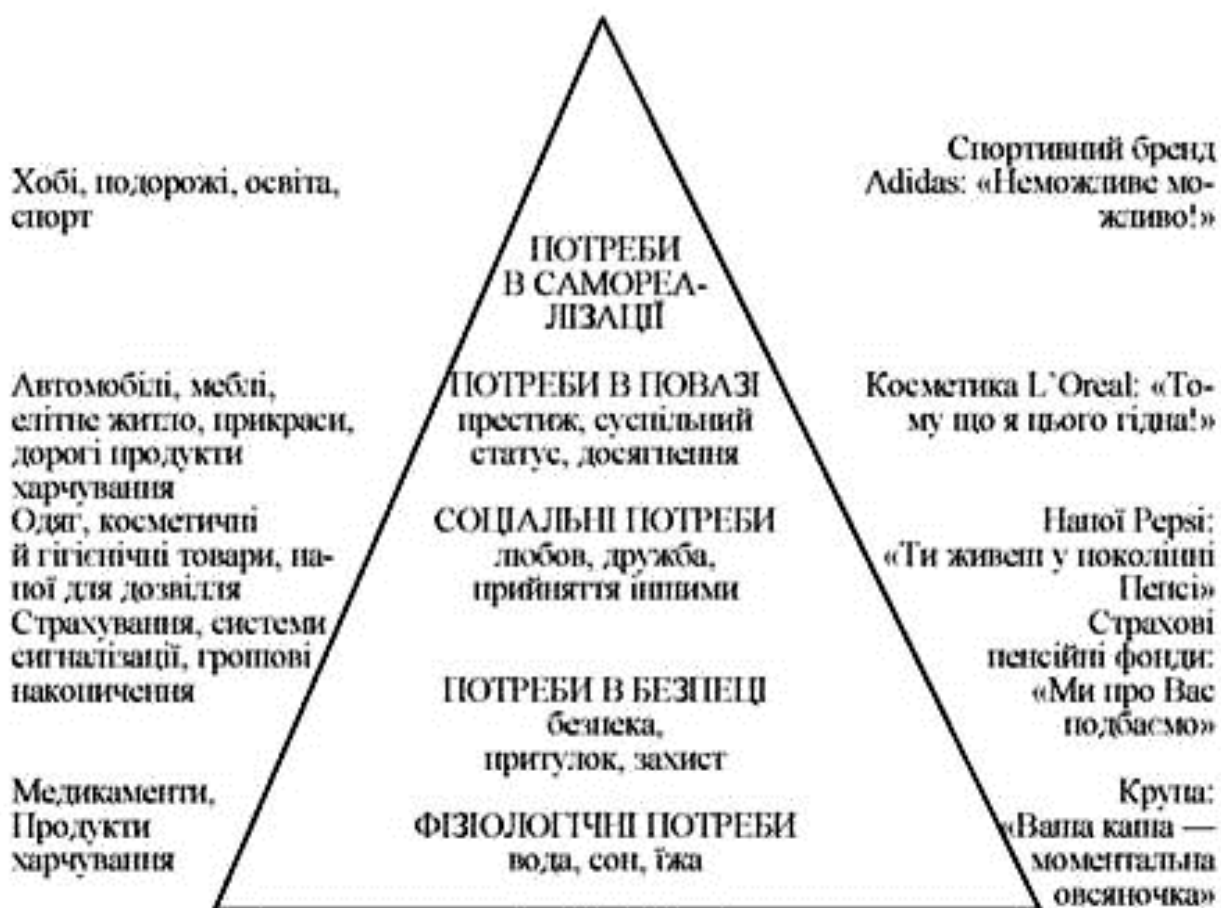 Хобі, подорожі, освіта,
спорт
Автомобілі, меблі,
елітне житло, прикраси,
дорогі продукти
харчування
Одяг, косметичні
й гігієнічні товари, на-
пої для дозвілля
Страхування, системи
сигналізації, грошові
накопичення
Медикаменти,
Продукти
харчування
ПОТРЕБИ
В САМОРЕА-
ЛІЗАЦІЇ
ПОТРЕБИ В ПОВАЗІ
престиж, суспільний
статус, досягнення
СОЦІАЛЬНІ ПОТРЕБИ
любов, дружба,
прийняття іншими
ПОТРЕБИ В БЕЗПЕЦІ
безпека,
притулок, захист
ФІЗІОЛОГІЧНІ ПОТРЕБИ
вода, сон, їжа
Спортивний бренд
Adidas: «Неможливе мо-
жливо!»
Косметика L`Oreal: «То-
му що я цього гідна!»
Напої Pepsi:
«Ти живеш у поколінні
Пепсі»
Страхові
пенсійні фонди:
«Ми про Вас
подбаємо»
Крупа:
«Ваша каша —
моментальна
овсяночка»